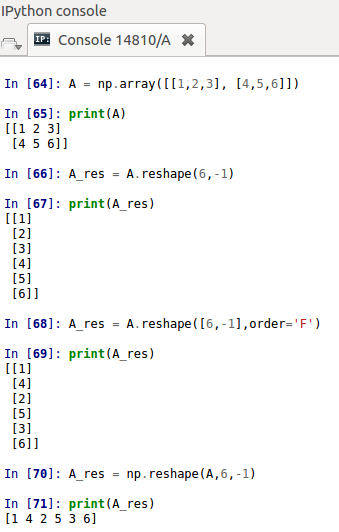 IPython console
IP: Console 14810/A
In [64]: A = np.array([[1,2,3], [4,5,6]])
In [65]: print(A)
[[1 2 3]
 [4 5 6]]
In [66]: A_res = A.reshape(6,-1)
In [67]: print(A_res)
[[1]
 [2]
 [3]
 [4]
 [5]
 [6]]
In [68]: A_res = A.reshape([6,-1],order='F')
In [69]: print(A_res)
[[1]
 [4]
 [2]
 [5]
 [3]
 [6]]
In [70]: A_res = np.reshape(A,6,-1)
In [71]: print(A_res)
[1 4 2 5 3 6]